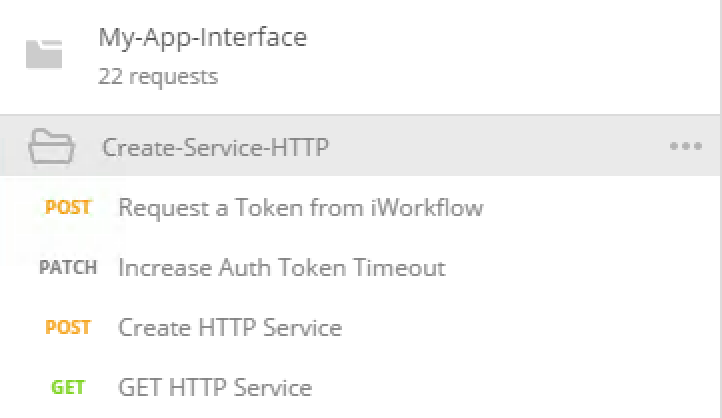 My-App-Interface
22 requests
Create-Service-HTTP
POST Request a Token from iWorkflow
PATCH Increase Auth Token Timeout
POST Create HTTP Service
GET GET HTTP Service